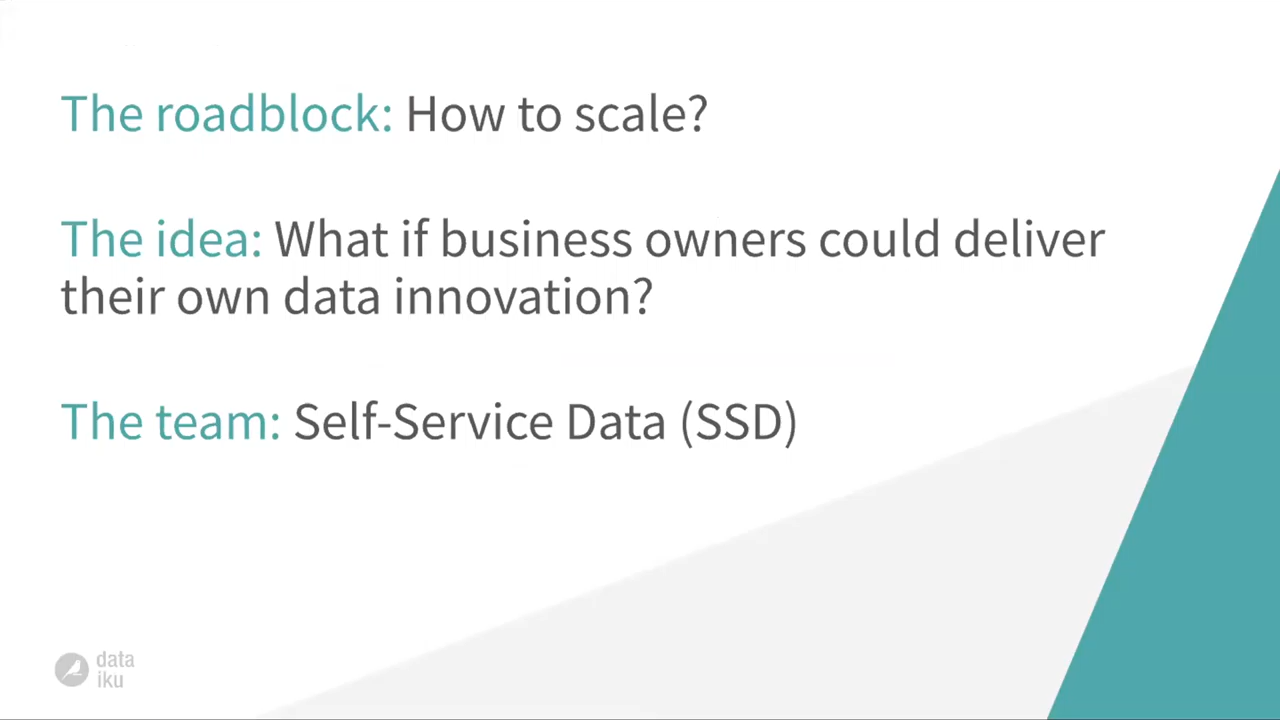 The roadblock: How to scale?
The idea: What if business owners could deliver
their own data innovation?
The team: Self-Service Data (SSD)
data
iku